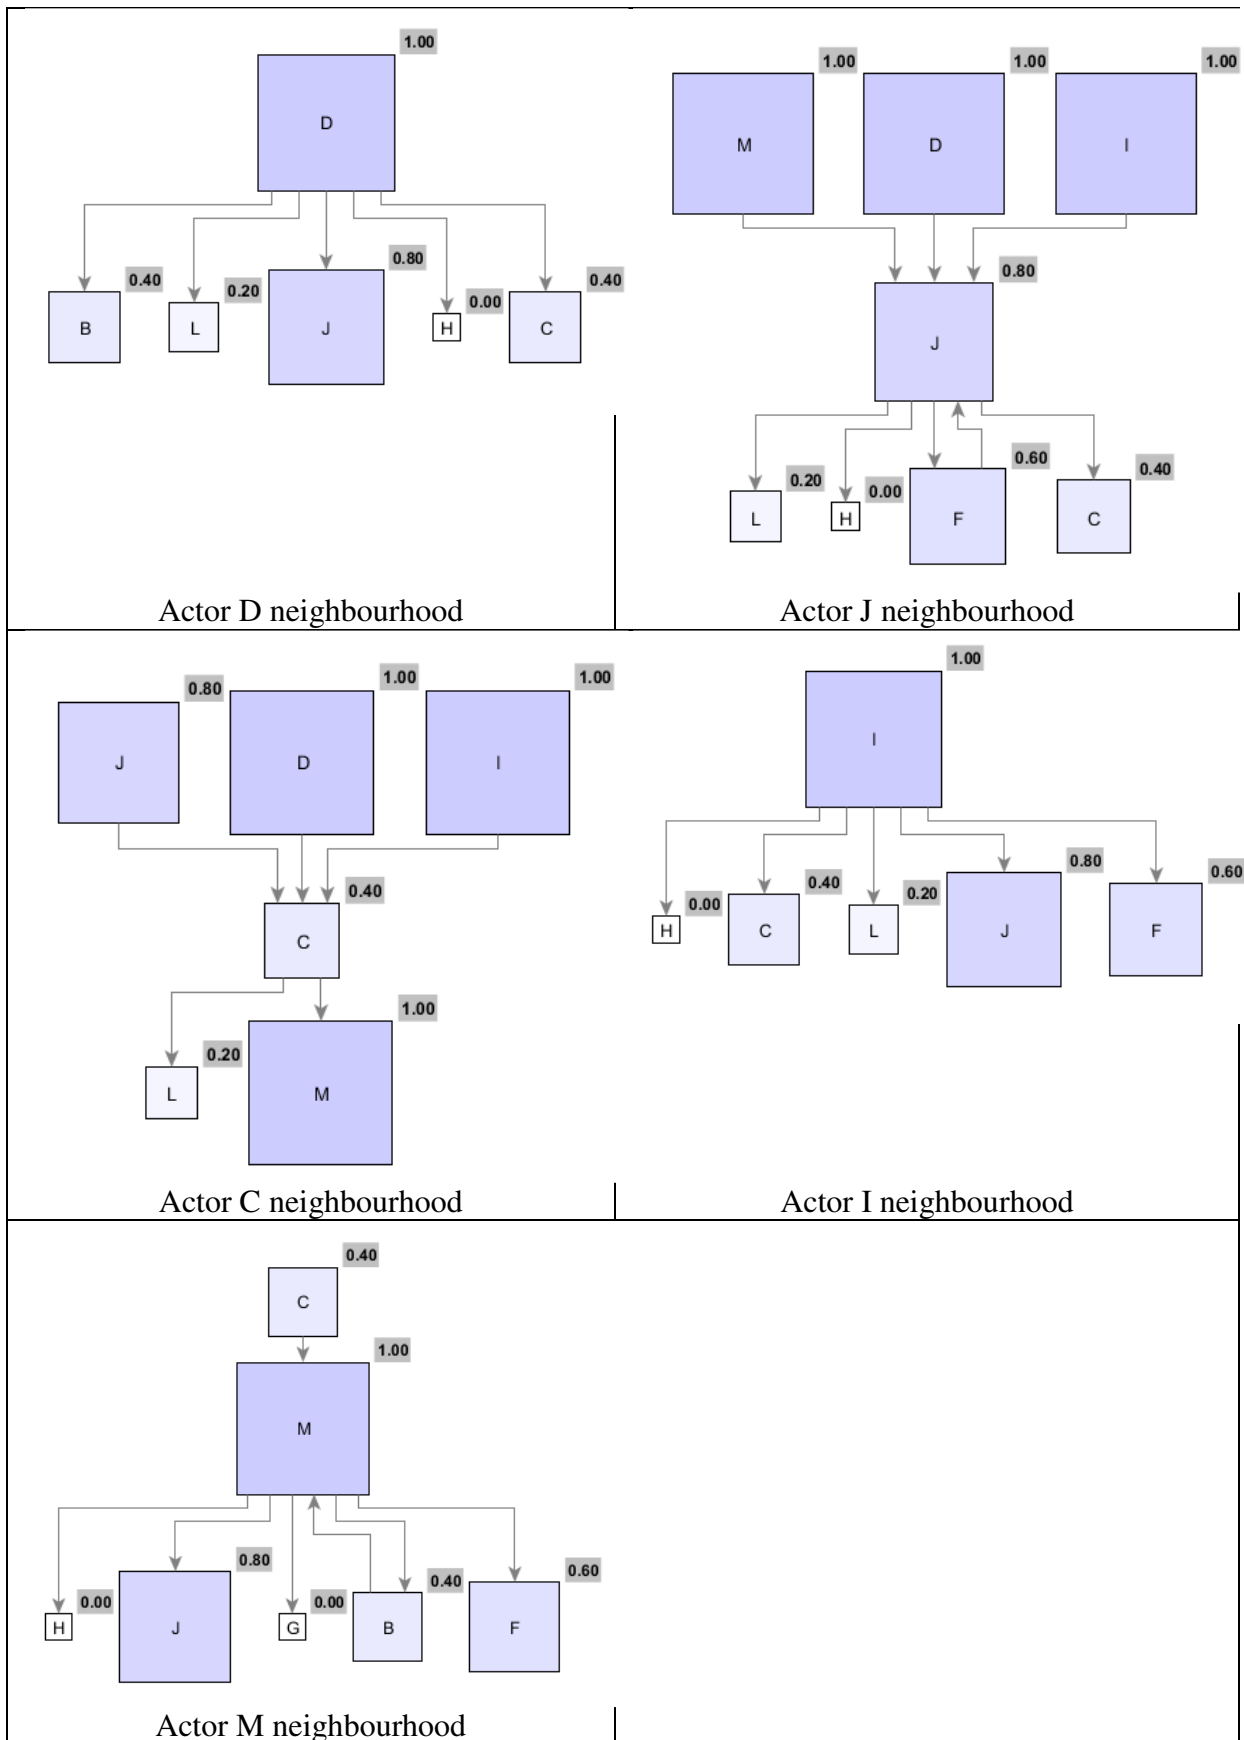 1.00
D
0.40
0.20
0.80
0.00
0.40
B
L
J
H
C
Actor D neighbourhood
1.00
1.00
1.00
M
D
I
0.80
J
0.20
0.00
0.60
0.40
L
H
F
C
Actor J neighbourhood
0.80
1.00
1.00
J
D
I
0.40
C
0.20
1.00
L
M
Actor C neighbourhood
1.00
I
0.00
0.40
0.20
0.80
0.60
H
C
L
J
F
Actor I neighbourhood
0.40
C
1.00
M
0.00
0.80
0.00
0.40
0.60
H
J
G
B
F
Actor M neighbourhood